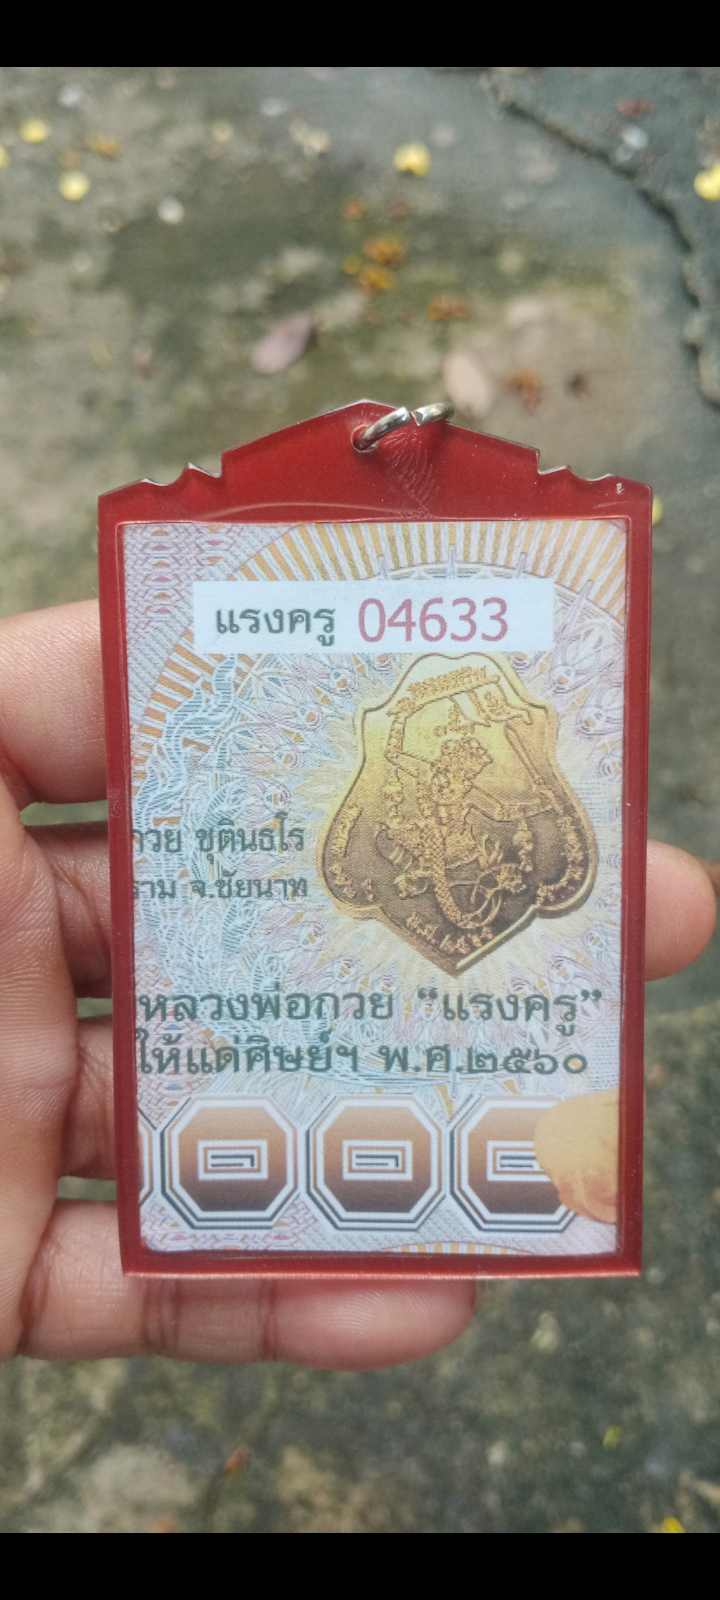 แรงครู 04633
กวย ชุตินธโร
ราม จ.ชัยนาท
หลวงพ่อกวย “แรงครู”
ให้แด่ศิษย์ฯ พ.ศ.๒๕๖๐